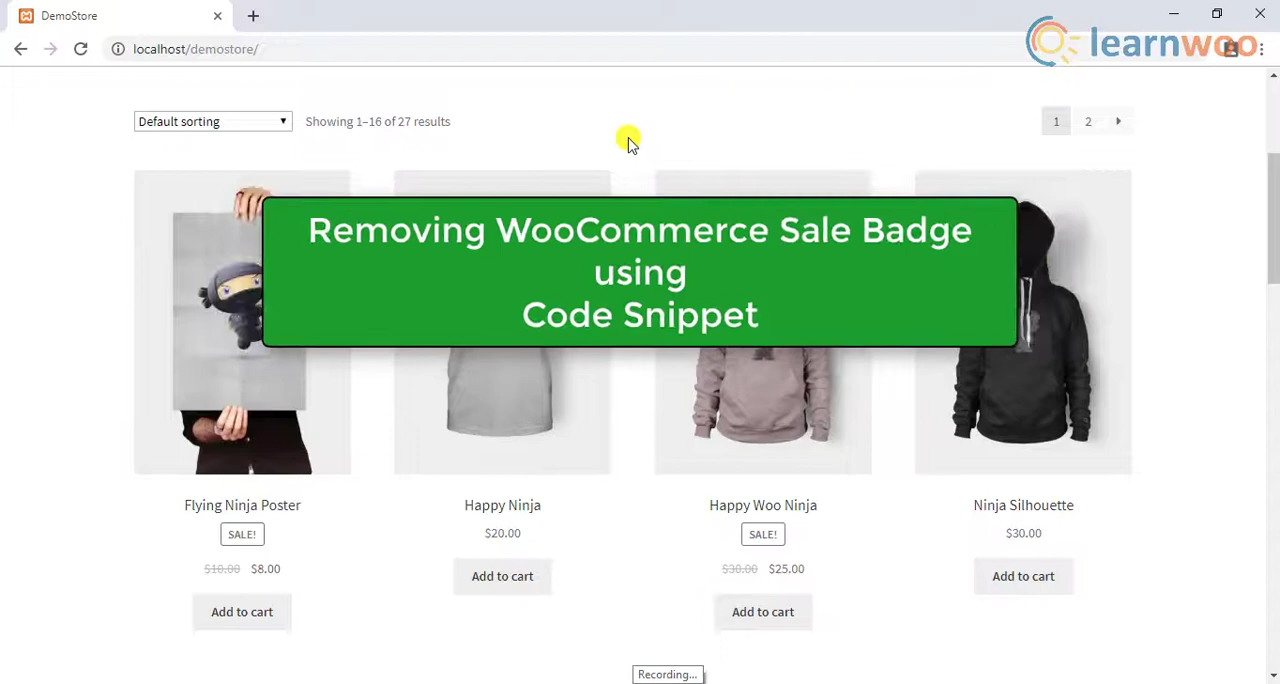 DemoStore
localhost/demostore/
learnwoo
Default sorting
Showing 1–16 of 27 results
1 2
Removing WooCommerce Sale Badge
using
Code Snippet
Flying Ninja Poster
SALE!
$10.00 $8.00
Add to cart
Happy Ninja
$20.00
Add to cart
Happy Woo Ninja
SALE!
$30.00 $25.00
Add to cart
Ninja Silhouette
$30.00
Add to cart
Recording...